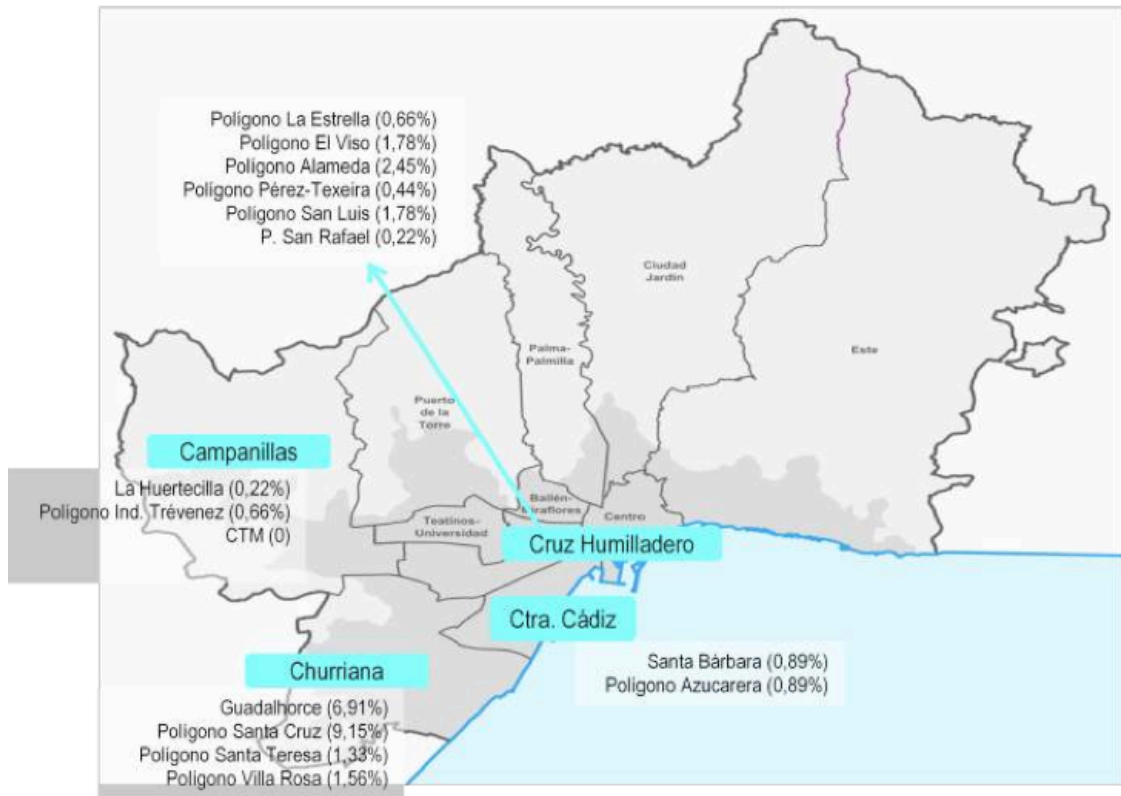 Polígono La Estrella (0,66%)
Polígono El Viso (1,78%)
Polígono Alameda (2,45%)
Polígono Pérez-Texeira (0,44%)
Polígono San Luis (1,78%)
P. San Rafael (0,22%)
Ciudad
Jardín
Palma-
Palmilla
Este
Puerto
de la
Torre
Campanillas
La Huertecilla (0,22%)
Polígono Ind. Trévenez (0,66%)
CTM (0)
Bailén-
Miraflores
Teatinos-
Universidad
Centro
Cruz Humilladero
Ctra. Cádiz
Santa Bárbara (0,89%)
Polígono Azucarera (0,89%)
Churriana
Guadalhorce (6,91%)
Polígono Santa Cruz (9,15%)
Polígono Santa Teresa (1,33%)
Polígono Villa Rosa (1,56%)